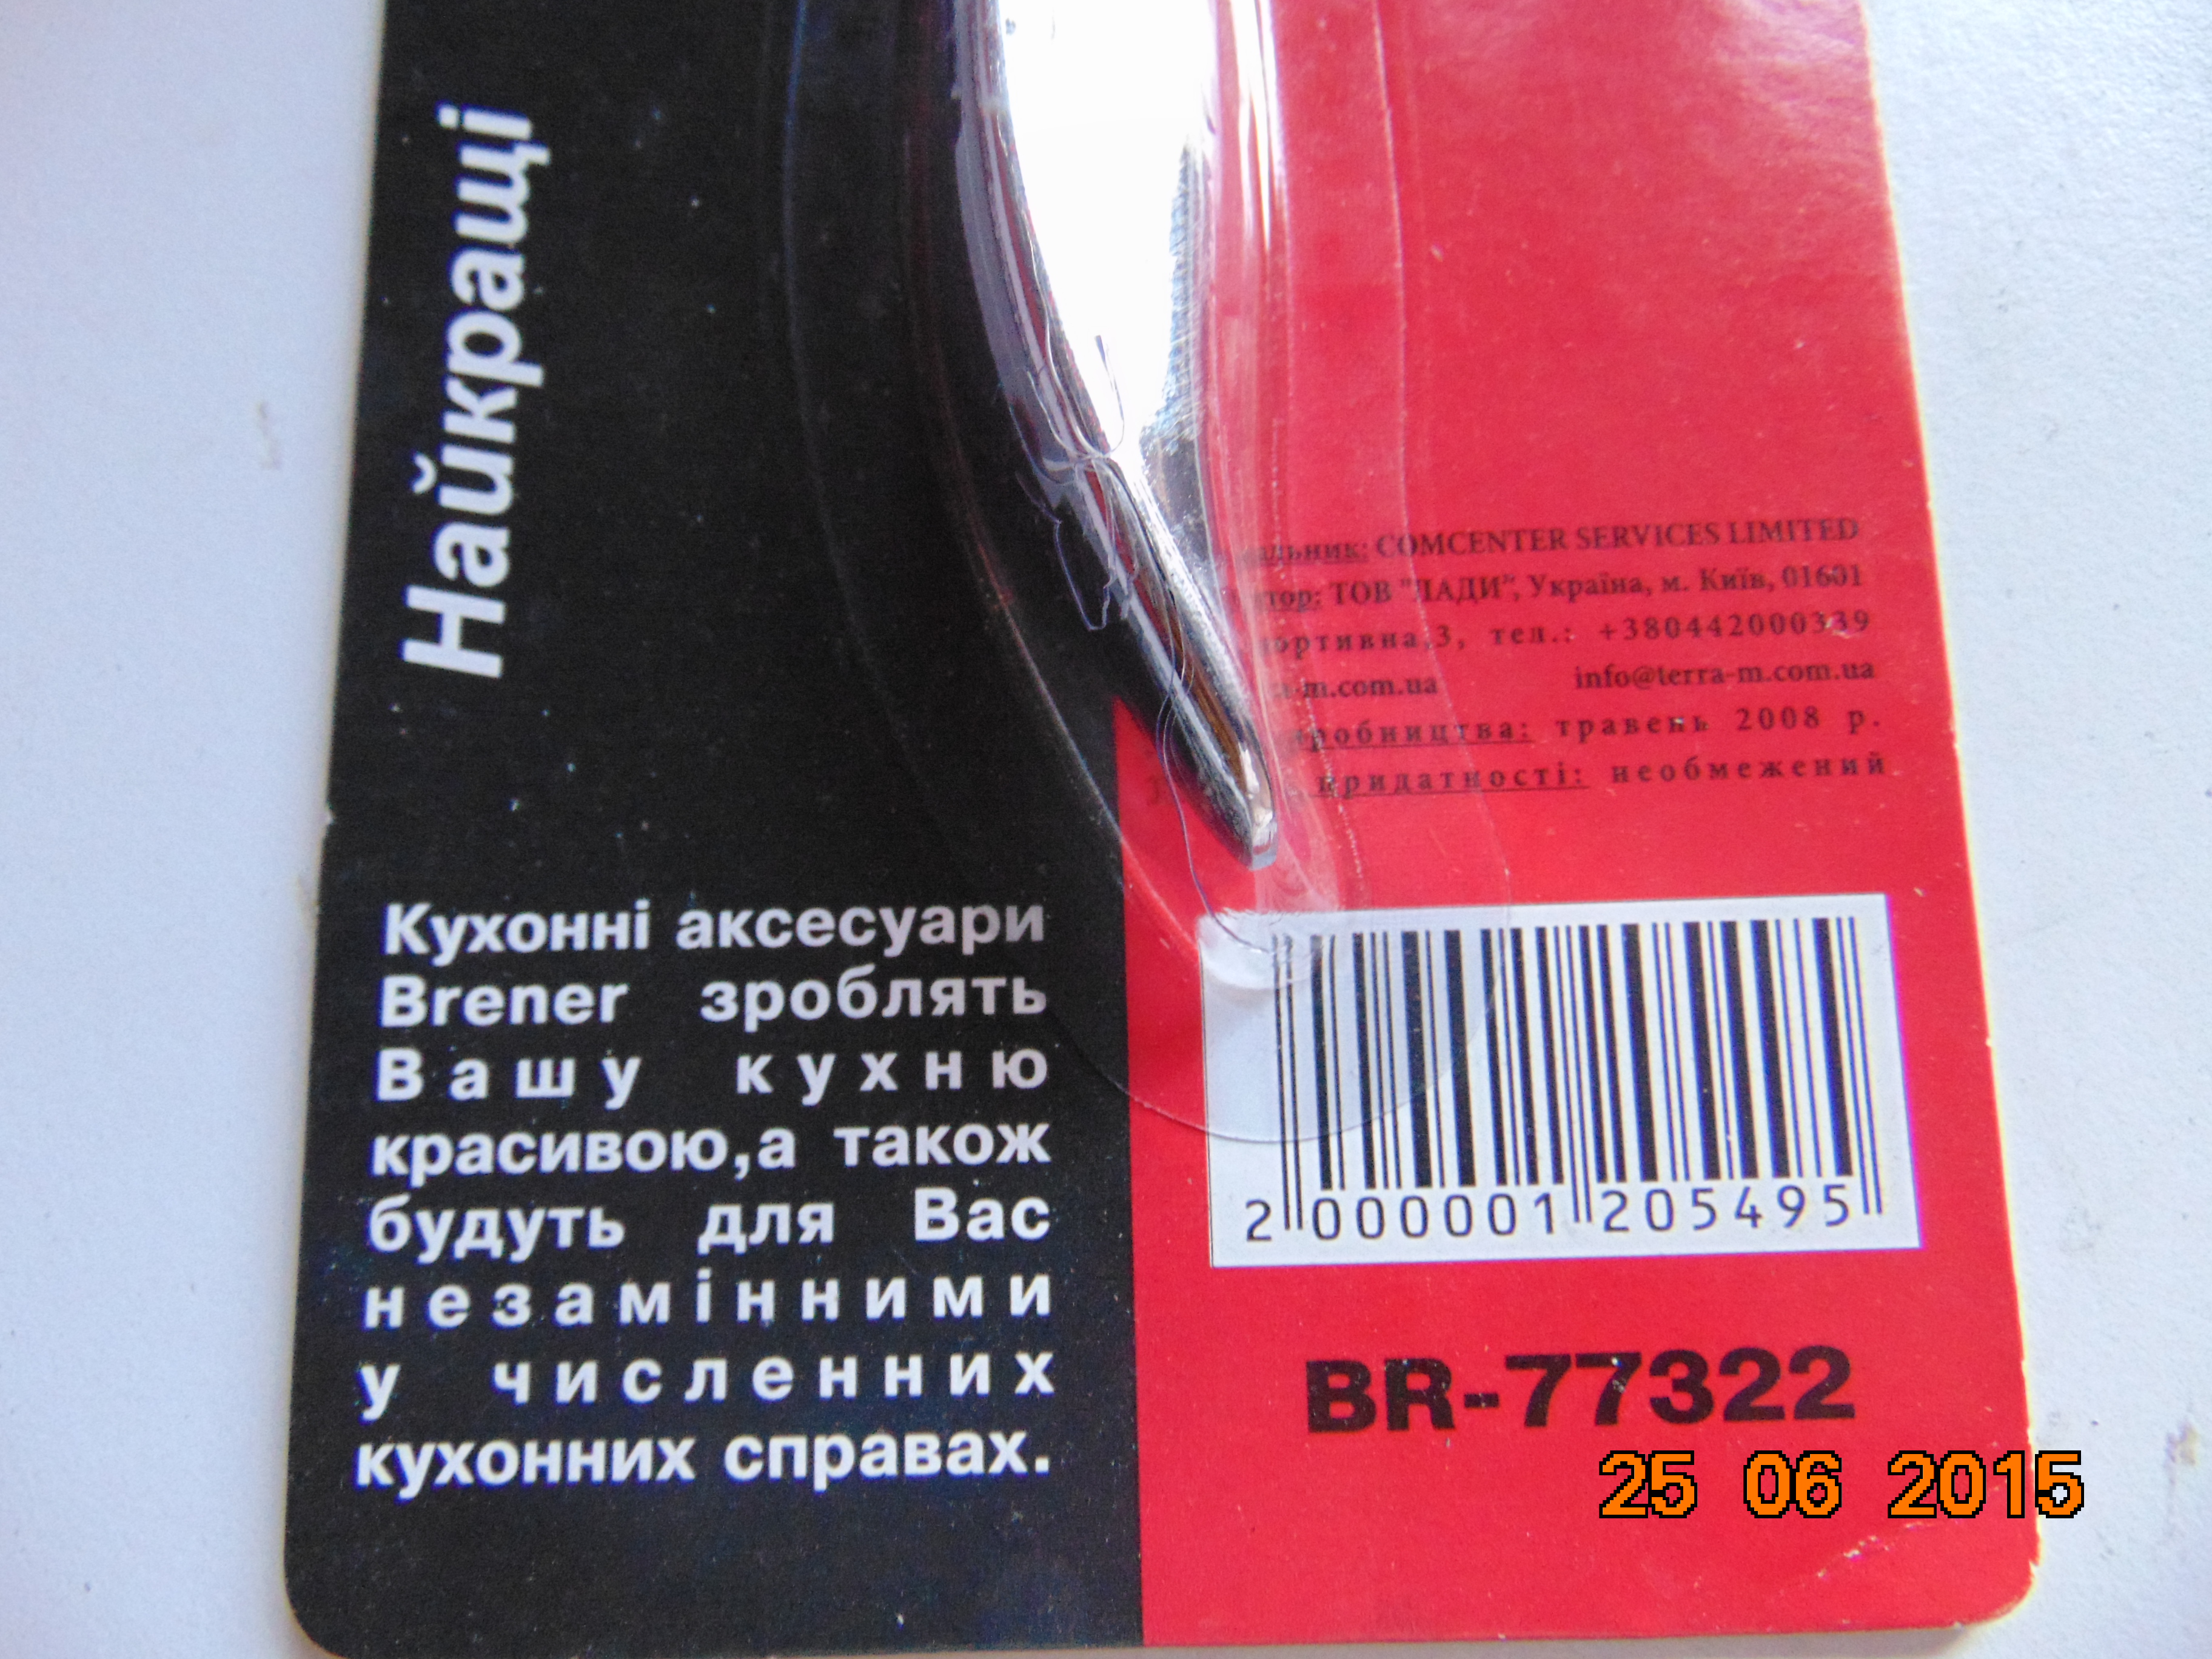 Найкращі
COMCENTER SERVICES LIMITED
ТОВ "ЛАДИ", Україна, м. Київ, 01601
3, тел.: +380442000339
info@terra-m.com.ua
травень 2008 р.
придатності: необмежений
Кухонні аксесуари
Brener зроблять
Вашу кухню
красивою,а також
будуть для Вас
незамінними
у численних
кухонних справах.
2 000001 205495
BR-77322
25 06 2015